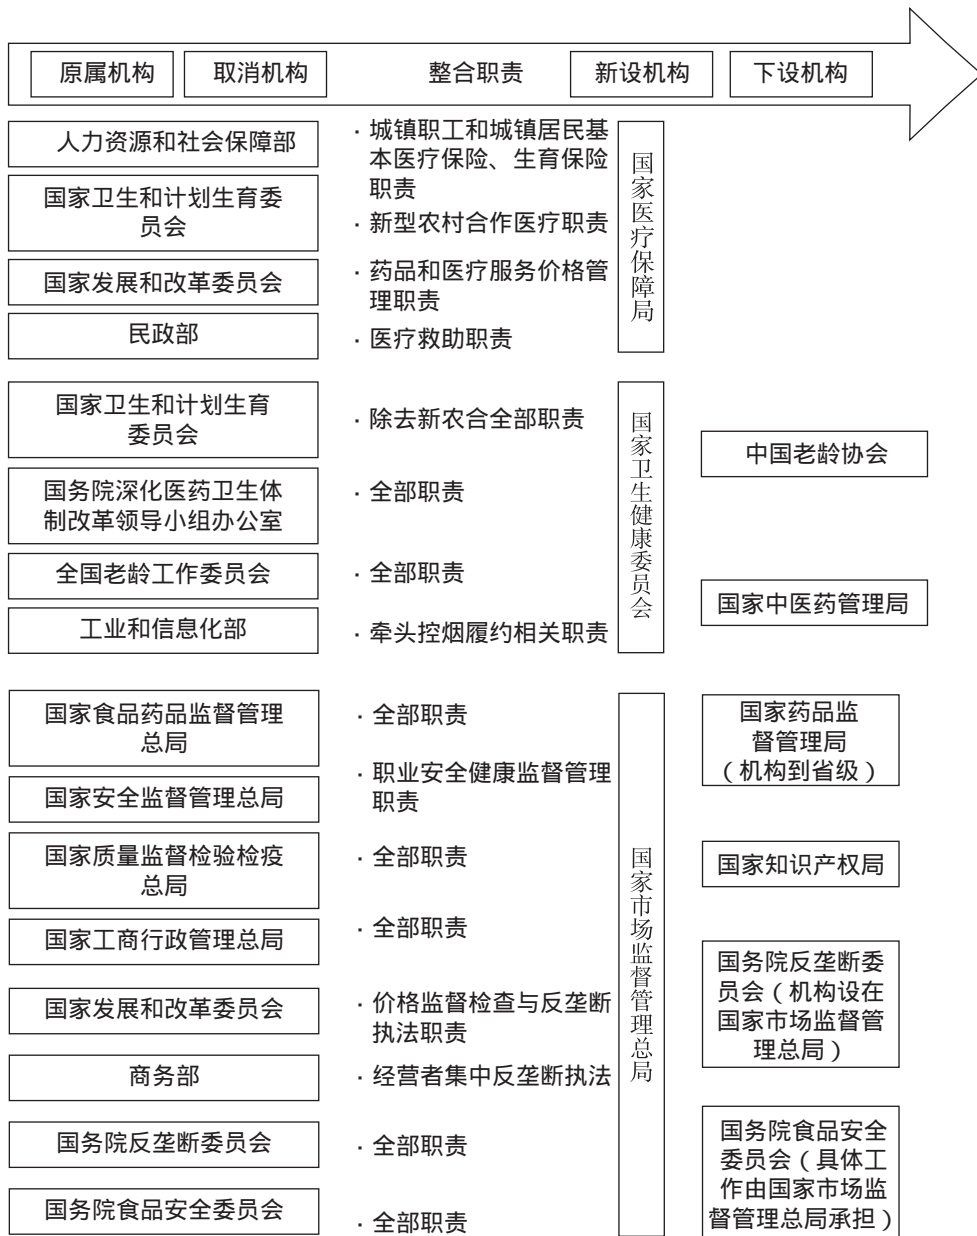 原属机构 取消机构 整合职责 新设机构 下设机构
人力资源和社会保障部
国家卫生和计划生育委
员会
国家发展和改革委员会
民政部
· 城镇职工和城镇居民基
本医疗保险、生育保险
职责
· 新型农村合作医疗职责
· 药品和医疗服务价格管
理职责
· 医疗救助职责
国家医疗保障局
国家卫生和计划生育
委员会
国务院深化医药卫生体
制改革领导小组办公室
全国老龄工作委员会
工业和信息化部
· 除去新农合全部职责
· 全部职责
· 全部职责
· 牵头控烟履约相关职责
国家卫生健康委员会
中国老龄协会
国家中医药管理局
国家食品药品监督管理
总局
国家安全监督管理总局
国家质量监督检验检疫
总局
国家工商行政管理总局
国家发展和改革委员会
商务部
国务院反垄断委员会
国务院食品安全委员会
· 全部职责
· 职业安全健康监督管理
职责
· 全部职责
· 全部职责
· 价格监督检查与反垄断
执法职责
· 经营者集中反垄断执法
· 全部职责
· 全部职责
国家市场监督管理总局
国家药品监
督管理局
（机构到省级）
国家知识产权局
国务院反垄断委
员会（机构设在
国家市场监督管
理总局）
国务院食品安全
委员会（具体工
作由国家市场监
督管理总局承担）